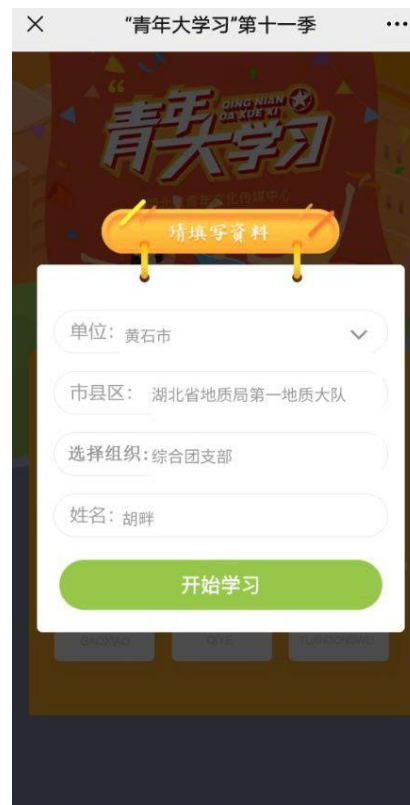 “青年大学习”第十一季
青年大学习
QING NIAN
DA XUE XI
请填写資料
单位：黄石市
市县区： 湖北省地质局第一地质大队
选择组织：综合团支部
姓名：胡畔
开始学习
GAOXIAO QIYE